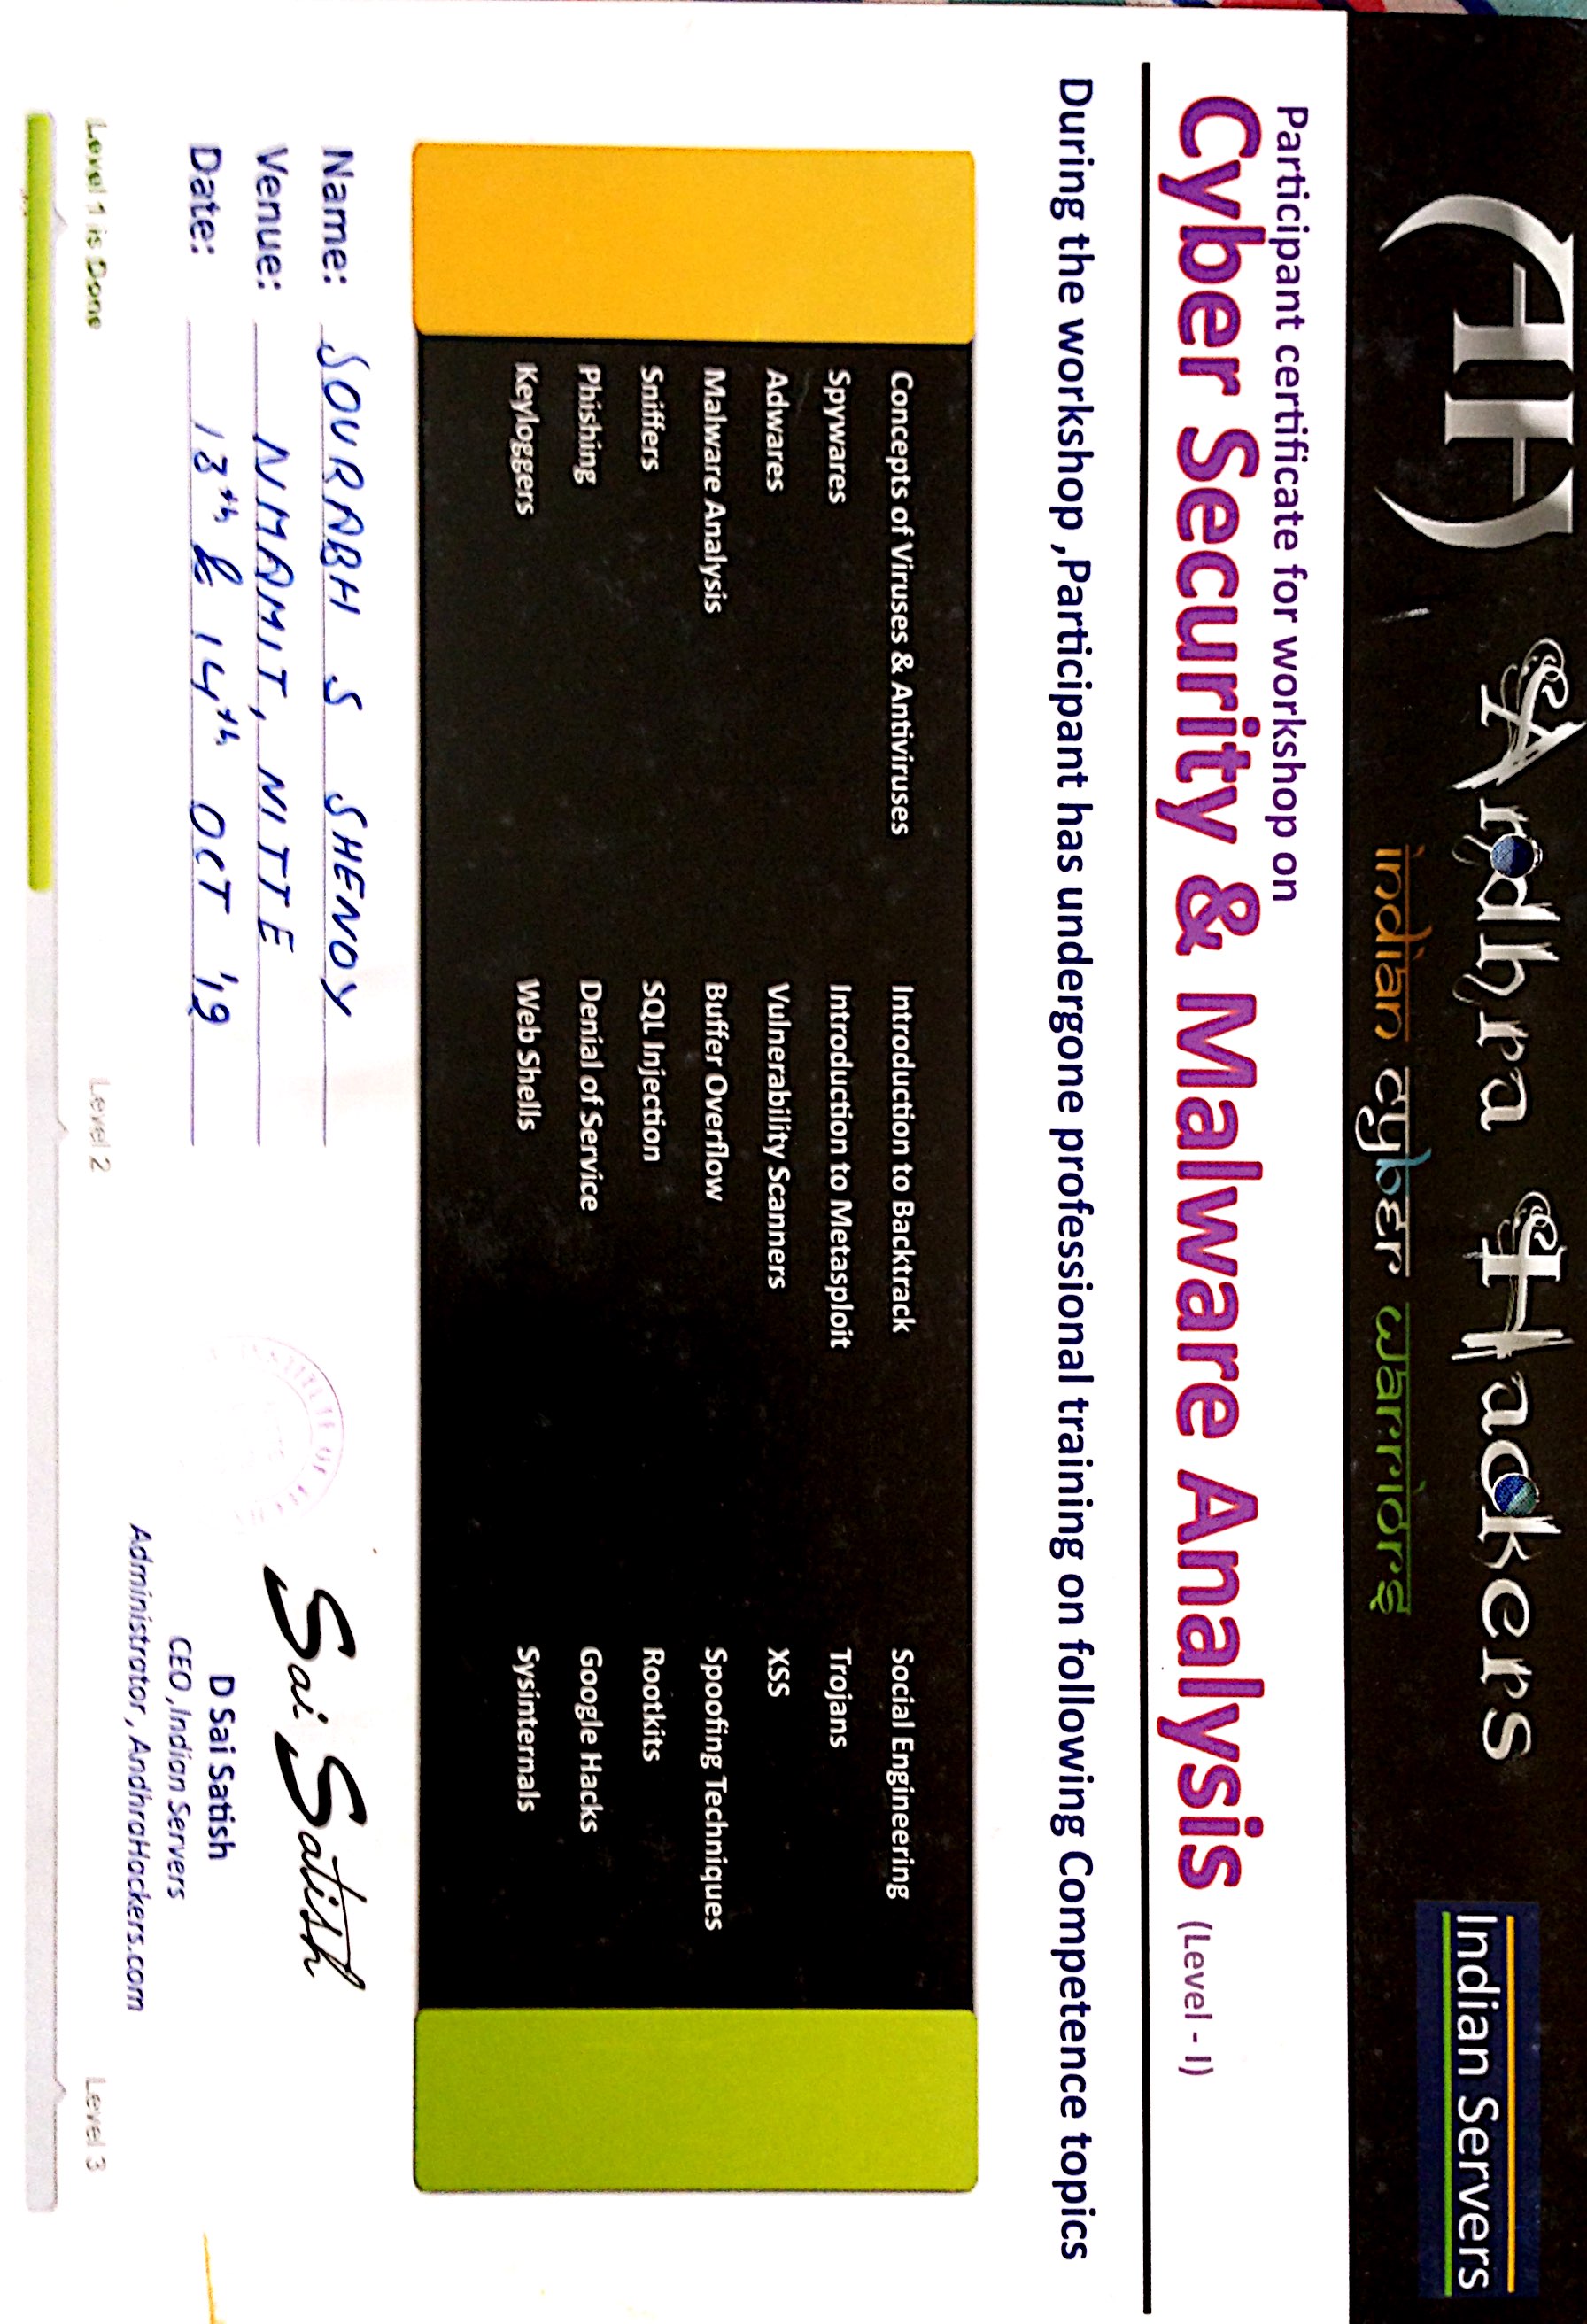 AH Andhra Hackers
Indian Servers
indian cyber warriors
Participant certificate for workshop on
Cyber Security & Malware Analysis (Level - I)
During the workshop ,Participant has undergone professional training on following Competence topics
Concepts of Viruses & Antiviruses
Spywares
Adwares
Malware Analysis
Sniffers
Phishing
Keyloggers
Introduction to Backtrack
Introduction to Metasploit
Vulnerability Scanners
Buffer Overflow
SQL Injection
Denial of Service
Web Shells
Social Engineering
Trojans
XSS
Spoofing Techniques
Rootkits
Google Hacks
Sysinternals
Name: SOURABH S SHENOY
Venue: NMAMIT, NITTE
Date: 13th & 14th OCT '12
Sai Satish
D Sai Satish
CEO ,Indian Servers
Administrator , AndhraHackers.com
Level 1 is Done
Level 2
Level 3